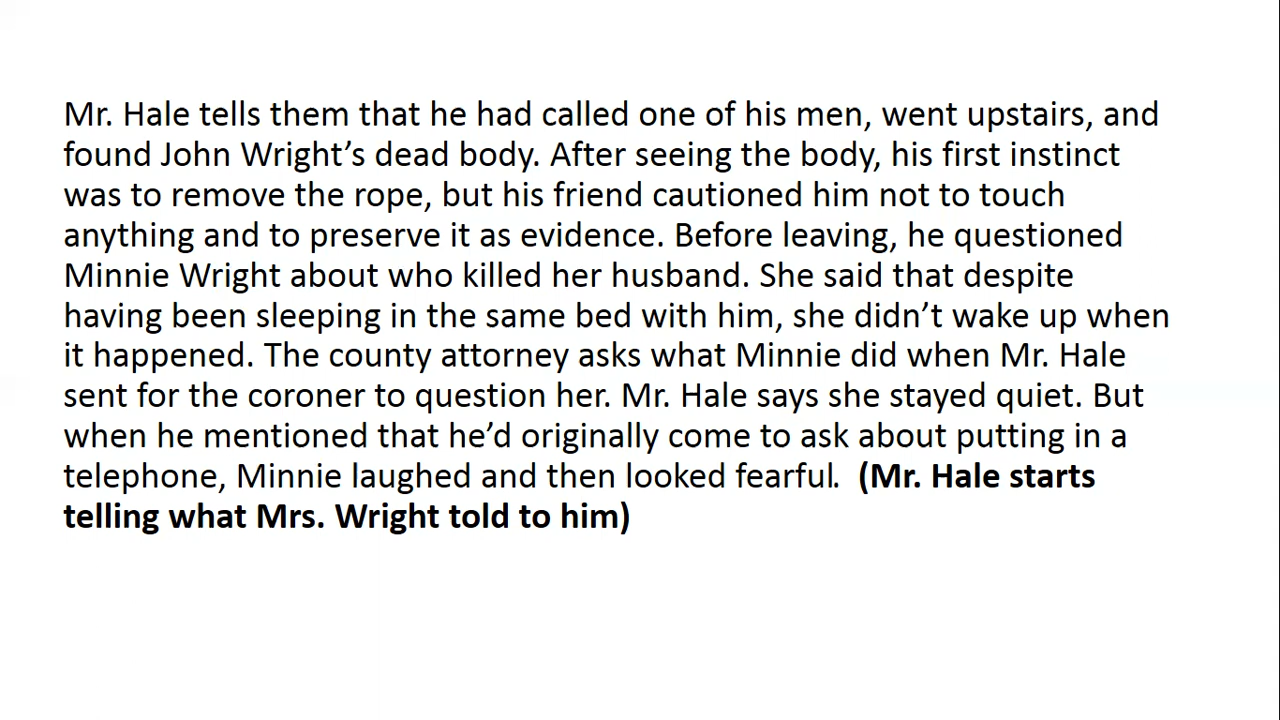 Mr. Hale tells them that he had called one of his men, went upstairs, and
found John Wright’s dead body. After seeing the body, his first instinct
was to remove the rope, but his friend cautioned him not to touch
anything and to preserve it as evidence. Before leaving, he questioned
Minnie Wright about who killed her husband. She said that despite
having been sleeping in the same bed with him, she didn’t wake up when
it happened. The county attorney asks what Minnie did when Mr. Hale
sent for the coroner to question her. Mr. Hale says she stayed quiet. But
when he mentioned that he’d originally come to ask about putting in a
telephone, Minnie laughed and then looked fearful. (Mr. Hale starts
telling what Mrs. Wright told to him)